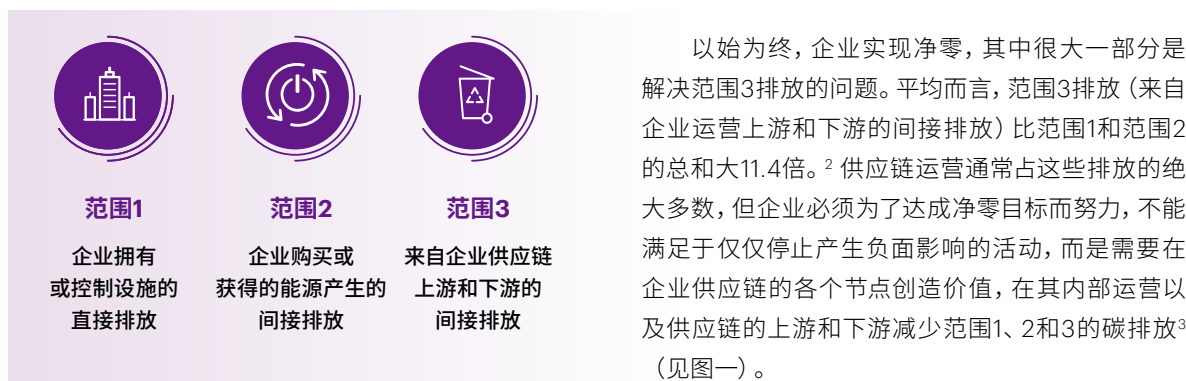 范围1
企业拥有
或控制设施的
直接排放
范围2
企业购买或
获得的能源产生的
间接排放
范围3
来自企业供应链
上游和下游的
间接排放
以始为终，企业实现净零，其中很大一部分是
解决范围3排放的问题。平均而言，范围3排放（来自
企业运营上游和下游的间接排放）比范围1和范围2
的总和大11.4倍。² 供应链运营通常占这些排放的绝
大多数，但企业必须为了达成净零目标而努力，不能
满足于仅仅停止产生负面影响的活动，而是需要在
企业供应链的各个节点创造价值，在其内部运营以
及供应链的上游和下游减少范围1、2和3的碳排放³
（见图一）。